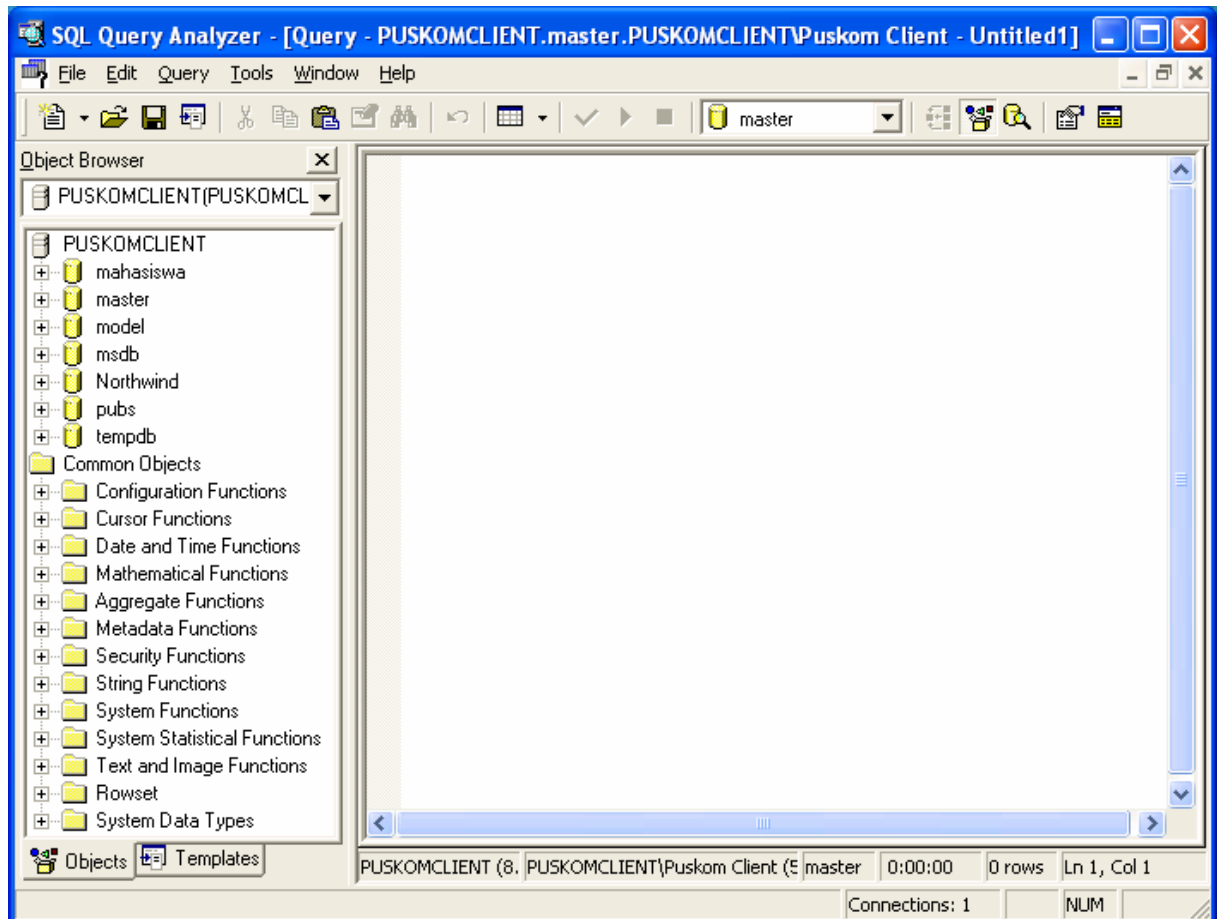 SQL Query Analyzer - [Query - PUSKOMCLIENT.master.PUSKOMCLIENT\Puskom Client - Untitled1]
File Edit Query Tools Window Help
master
Object Browser
PUSKOMCLIENT(PUSKOMCL
PUSKOMCLIENT
mahasiswa
master
model
msdb
Northwind
pubs
tempdb
Common Objects
Configuration Functions
Cursor Functions
Date and Time Functions
Mathematical Functions
Aggregate Functions
Metadata Functions
Security Functions
String Functions
System Functions
System Statistical Functions
Text and Image Functions
Rowset
System Data Types
Objects Templates
PUSKOMCLIENT (8. PUSKOMCLIENT\Puskom Client (5 master 0:00:00 0 rows Ln 1, Col 1
Connections: 1 NUM